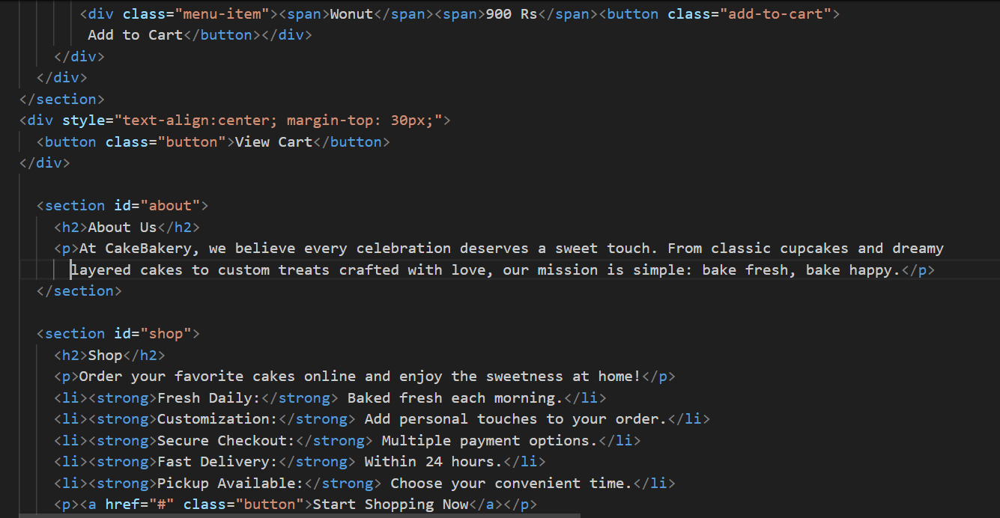 <div class="menu-item"><span>Wonut</span><span>900 Rs</span><button class="add-to-cart">
Add to Cart</button></div>
</div>
</div>
</section>
<div style="text-align:center; margin-top: 30px;">
<button class="button">View Cart</button>
</div>
<section id="about">
<h2>About Us</h2>
<p>At CakeBakery, we believe every celebration deserves a sweet touch. From classic cupcakes and dreamy
layered cakes to custom treats crafted with love, our mission is simple: bake fresh, bake happy.</p>
</section>
<section id="shop">
<h2>Shop</h2>
<p>Order your favorite cakes online and enjoy the sweetness at home!</p>
<li><strong>Fresh Daily:</strong> Baked fresh each morning.</li>
<li><strong>Customization:</strong> Add personal touches to your order.</li>
<li><strong>Secure Checkout:</strong> Multiple payment options.</li>
<li><strong>Fast Delivery:</strong> Within 24 hours.</li>
<li><strong>Pickup Available:</strong> Choose your convenient time.</li>
<p><a href="#" class="button">Start Shopping Now</a></p>